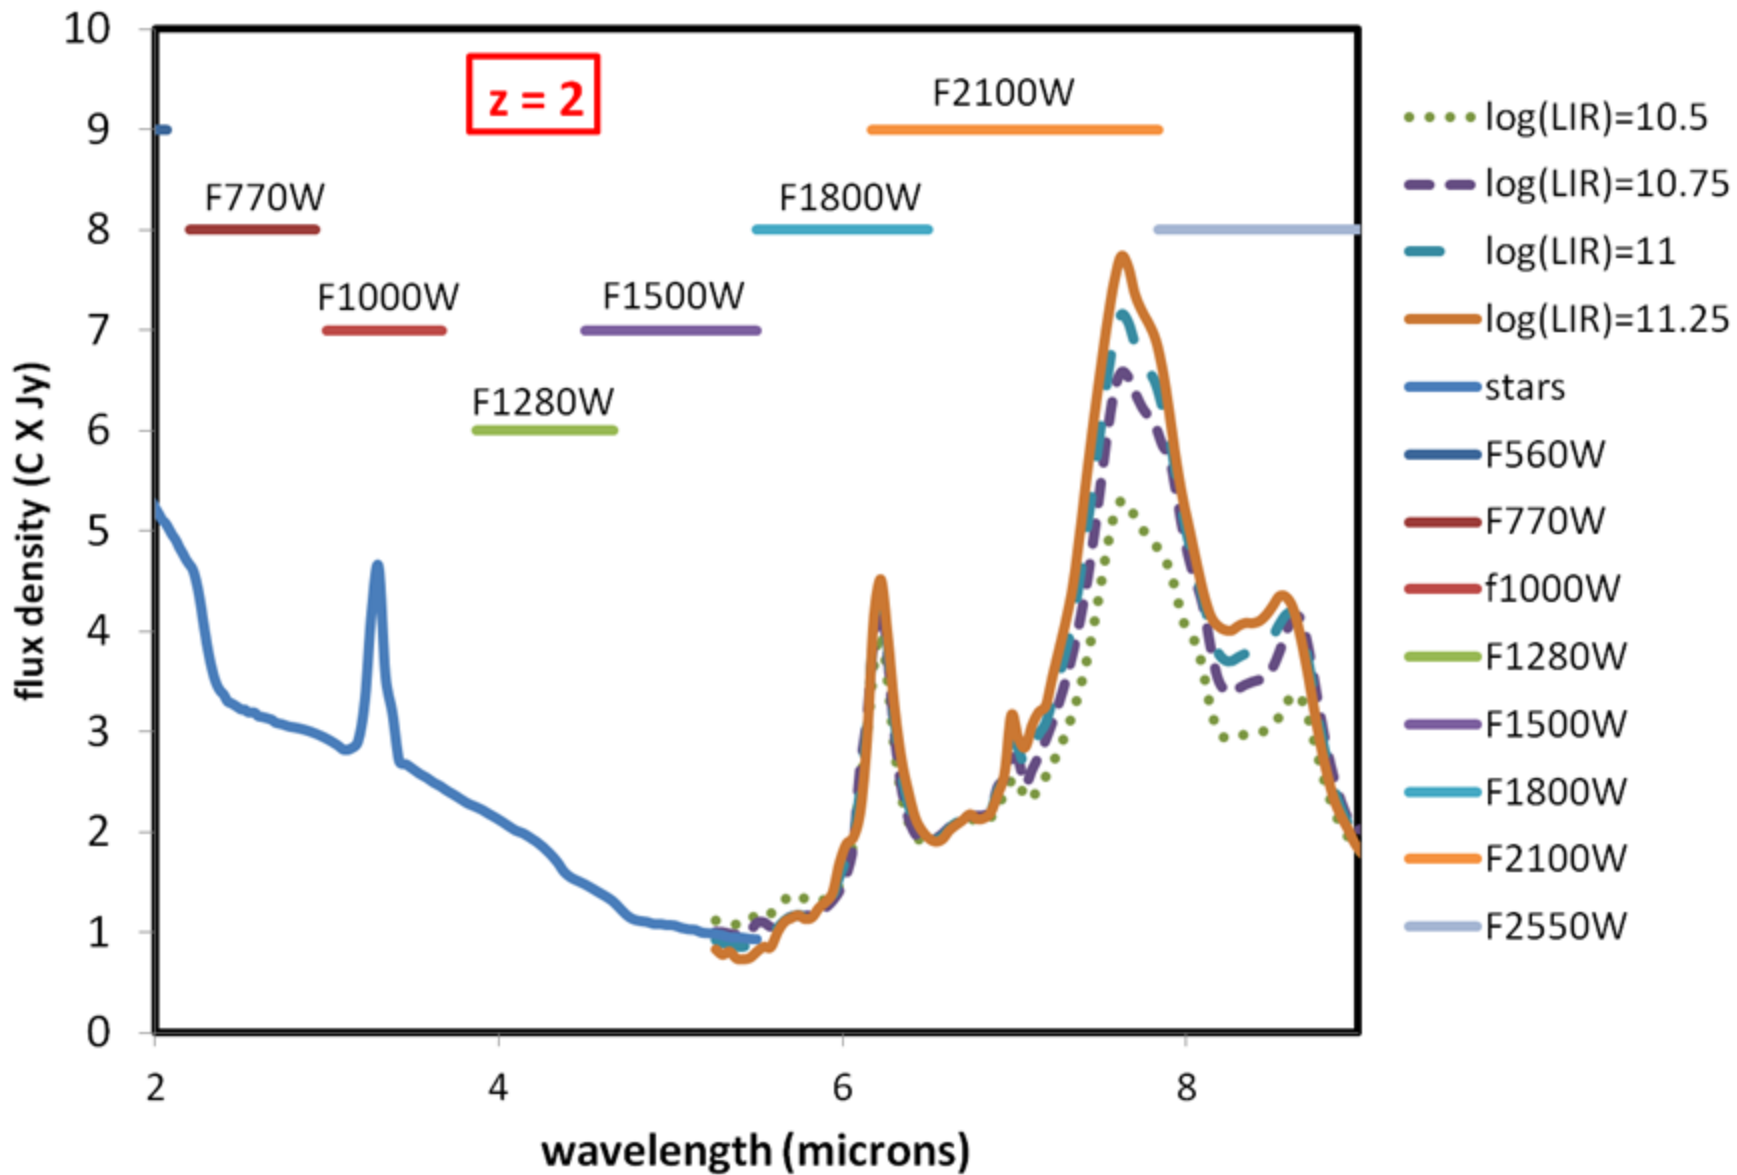 10
9
8
7
6
5
4
3
2
1
0
flux density (C X Jy)
z = 2
F2100W
F770W
F1800W
F1000W
F1500W
F1280W
2
4
6
8
wavelength (microns)
log(LIR)=10.5
log(LIR)=10.75
log(LIR)=11
log(LIR)=11.25
stars
F560W
F770W
f1000W
F1280W
F1500W
F1800W
F2100W
F2550W